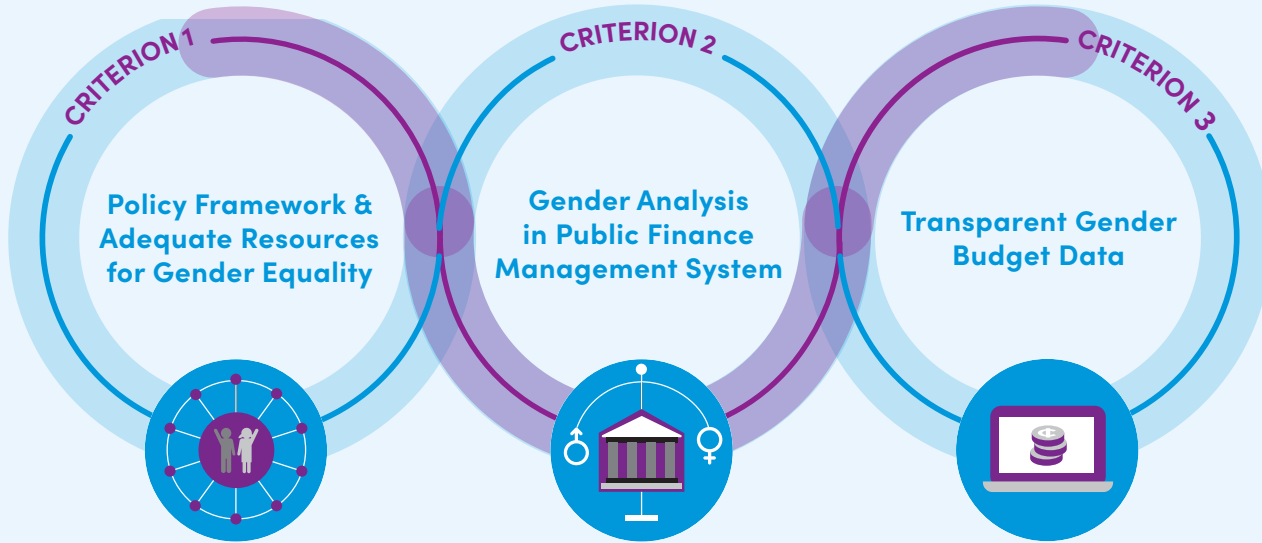 CRITERION 1
Policy Framework &
Adequate Resources
for Gender Equality
CRITERION 2
Gender Analysis
in Public Finance
Management System
CRITERION 3
Transparent Gender
Budget Data